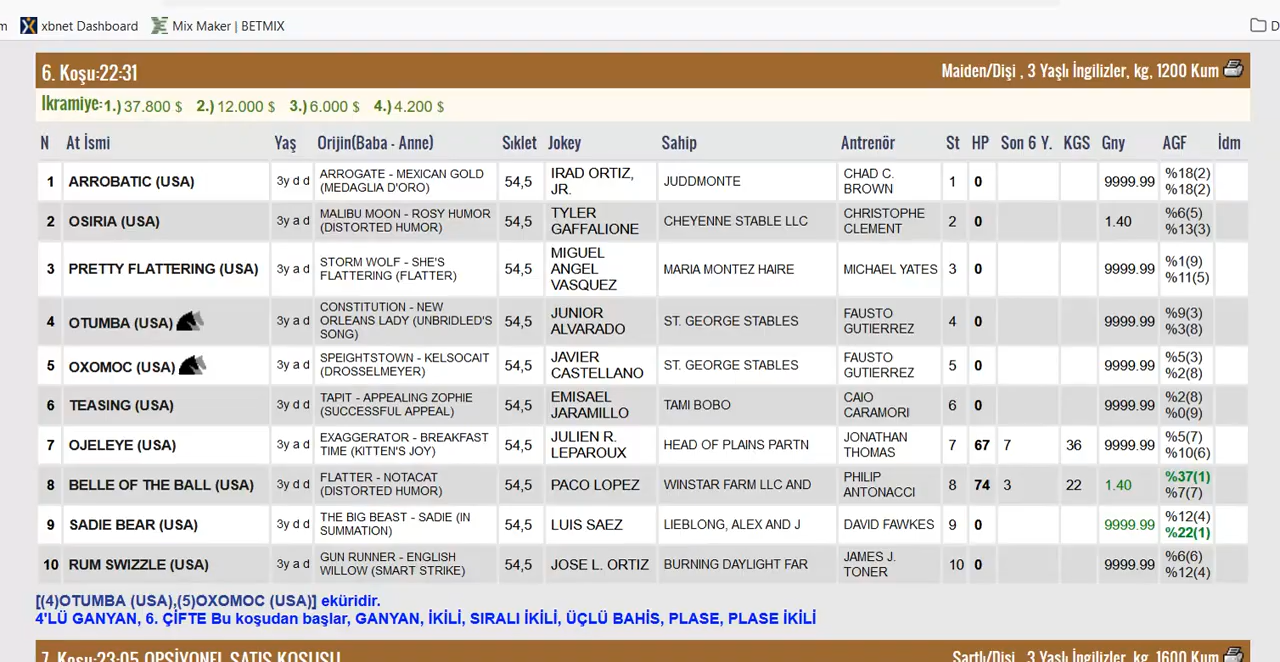 m xbnet Dashboard Mix Maker | BETMIX D
6. Koşu:22:31 Maiden/Dişi , 3 Yaşlı İngilizler, kg, 1200 Kum
İkramiye:1.) 37.800 $ 2.) 12.000 $ 3.) 6.000 $ 4.) 4.200 $
N At İsmi Yaş Orijin(Baba - Anne) Sıklet Jokey Sahip Antrenör St HP Son 6 Y. KGS Gny AGF İdm
1 ARROBATIC (USA) 3y d d ARROGATE - MEXICAN GOLD (MEDAGLIA D'ORO) 54,5 IRAD ORTIZ, JR. JUDDMONTE CHAD C. BROWN 1 0 9999.99 %18(2) %18(2)
2 OSIRIA (USA) 3y a d MALIBU MOON - ROSY HUMOR (DISTORTED HUMOR) 54,5 TYLER GAFFALIONE CHEYENNE STABLE LLC CHRISTOPHE CLEMENT 2 0 1.40 %6(5) %13(3)
3 PRETTY FLATTERING (USA) 3y a d STORM WOLF - SHE'S FLATTERING (FLATTER) 54,5 MIGUEL ANGEL VASQUEZ MARIA MONTEZ HAIRE MICHAEL YATES 3 0 9999.99 %1(9) %11(5)
4 OTUMBA (USA) 3y a d CONSTITUTION - NEW ORLEANS LADY (UNBRIDLED'S SONG) 54,5 JUNIOR ALVARADO ST. GEORGE STABLES FAUSTO GUTIERREZ 4 0 9999.99 %9(3) %3(8)
5 OXOMOC (USA) 3y a d SPEIGHTSTOWN - KELSOCAIT (DROSSELMEYER) 54,5 JAVIER CASTELLANO ST. GEORGE STABLES FAUSTO GUTIERREZ 5 0 9999.99 %5(3) %2(8)
6 TEASING (USA) 3y d d TAPIT - APPEALING ZOPHIE (SUCCESSFUL APPEAL) 54,5 EMISAEL JARAMILLO TAMI BOBO CAIO CARAMORI 6 0 9999.99 %2(8) %0(9)
7 OJELEYE (USA) 3y a d EXAGGERATOR - BREAKFAST TIME (KITTEN'S JOY) 54,5 JULIEN R. LEPAROUX HEAD OF PLAINS PARTN JONATHAN THOMAS 7 67 7 36 9999.99 %5(7) %10(6)
8 BELLE OF THE BALL (USA) 3y d d FLATTER - NOTACAT (DISTORTED HUMOR) 54,5 PACO LOPEZ WINSTAR FARM LLC AND PHILIP ANTONACCI 8 74 3 22 1.40 %37(1) %7(7)
9 SADIE BEAR (USA) 3y d d THE BIG BEAST - SADIE (IN SUMMATION) 54,5 LUIS SAEZ LIEBLONG, ALEX AND J DAVID FAWKES 9 0 9999.99 %12(4) %22(1)
10 RUM SWIZZLE (USA) 3y a d GUN RUNNER - ENGLISH WILLOW (SMART STRIKE) 54,5 JOSE L. ORTIZ BURNING DAYLIGHT FAR JAMES J. TONER 10 0 9999.99 %6(6) %12(4)
[(4)OTUMBA (USA),(5)OXOMOC (USA)] eküridir.
4'LÜ GANYAN, 6. ÇİFTE Bu koşudan başlar, GANYAN, İKİLİ, SIRALI İKİLİ, ÜÇLÜ BAHİS, PLASE, PLASE İKİLİ
7. Koşu:23:05 OPSİYONEL SATIŞ KOŞUSU Şartlı/Dişi , 3 Yaşlı İngilizler, kg, 1600 Kum